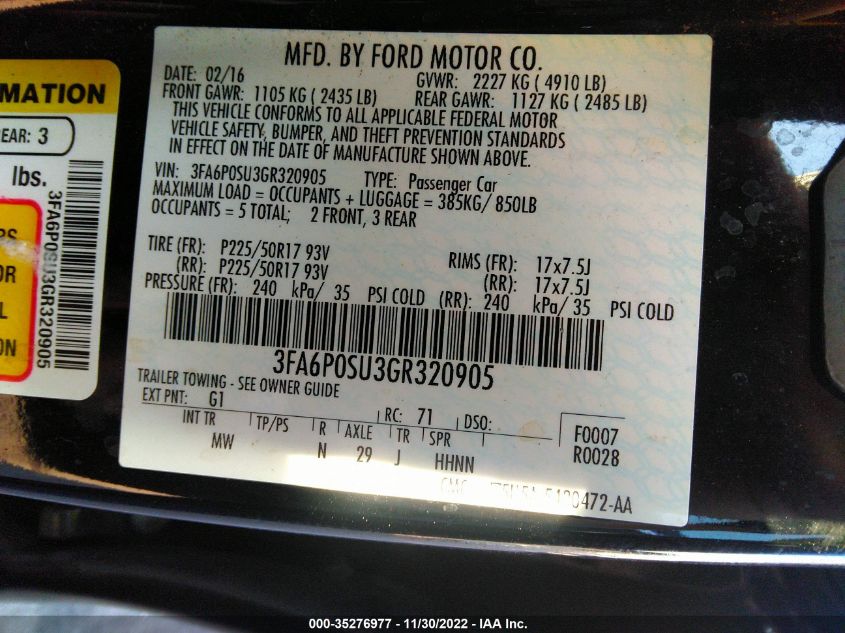 MFD. BY FORD MOTOR CO.
DATE: 02/16 GVWR: 2227 KG ( 4910 LB)
FRONT GAWR: 1105 KG ( 2435 LB) REAR GAWR: 1127 KG ( 2485 LB)
THIS VEHICLE CONFORMS TO ALL APPLICABLE FEDERAL MOTOR
VEHICLE SAFETY, BUMPER, AND THEFT PREVENTION STANDARDS
IN EFFECT ON THE DATE OF MANUFACTURE SHOWN ABOVE.
VIN: 3FA6P0SU3GR320905 TYPE: Passenger Car
MAXIMUM LOAD = OCCUPANTS + LUGGAGE = 385KG/ 850LB
OCCUPANTS = 5 TOTAL; 2 FRONT, 3 REAR
TIRE (FR): P225/50R17 93V RIMS (FR): 17x7.5J
(RR): P225/50R17 93V (RR): 17x7.5J
PRESSURE (FR): 240 kPa/ 35 PSI COLD (RR): 240 kPa/ 35 PSI COLD
3FA6P0SU3GR320905
TRAILER TOWING - SEE OWNER GUIDE
EXT PNT: G1 RC: 71 DSO: F0007
INT TR TP/PS R AXLE TR SPR R0028
MW N 29 J HHNN
5420472-AA
MATION
EAR: 3
lbs.
3FA6P0SU3GR320905
RS
OR
L
ON
000-35276977 - 11/30/2022 - IAA Inc.